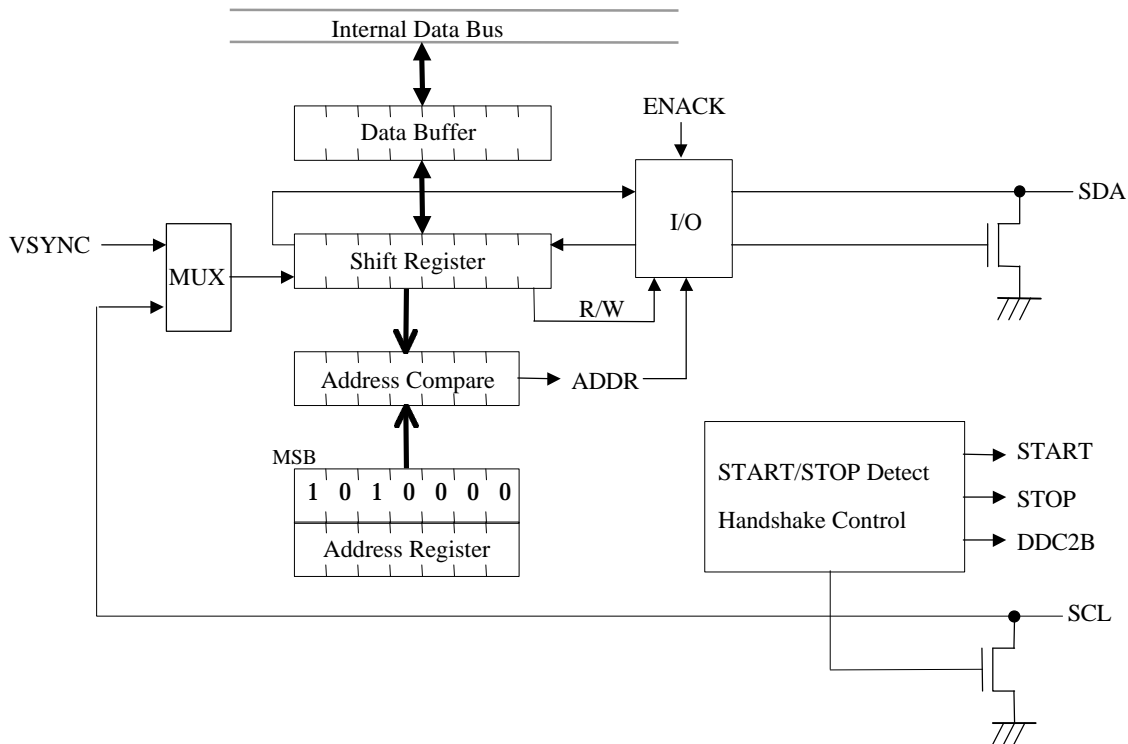 Internal Data Bus
Data Buffer
ENACK
I/O
SDA
VSYNC
MUX
Shift Register
R/W
Address Compare
ADDR
MSB
1 0 1 0 0 0 0
Address Register
START/STOP Detect
Handshake Control
START
STOP
DDC2B
SCL